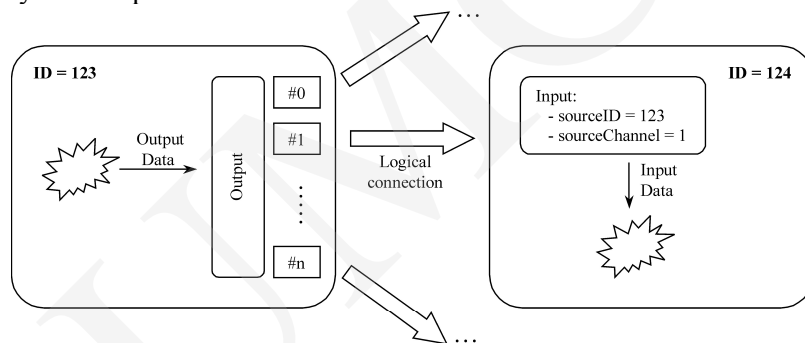 ...
ID = 123
ID = 124
#0
Input:
- sourceID = 123
- sourceChannel = 1
Output
Data
#1
Logical
connection
Output
Input
Data
......
#n
...